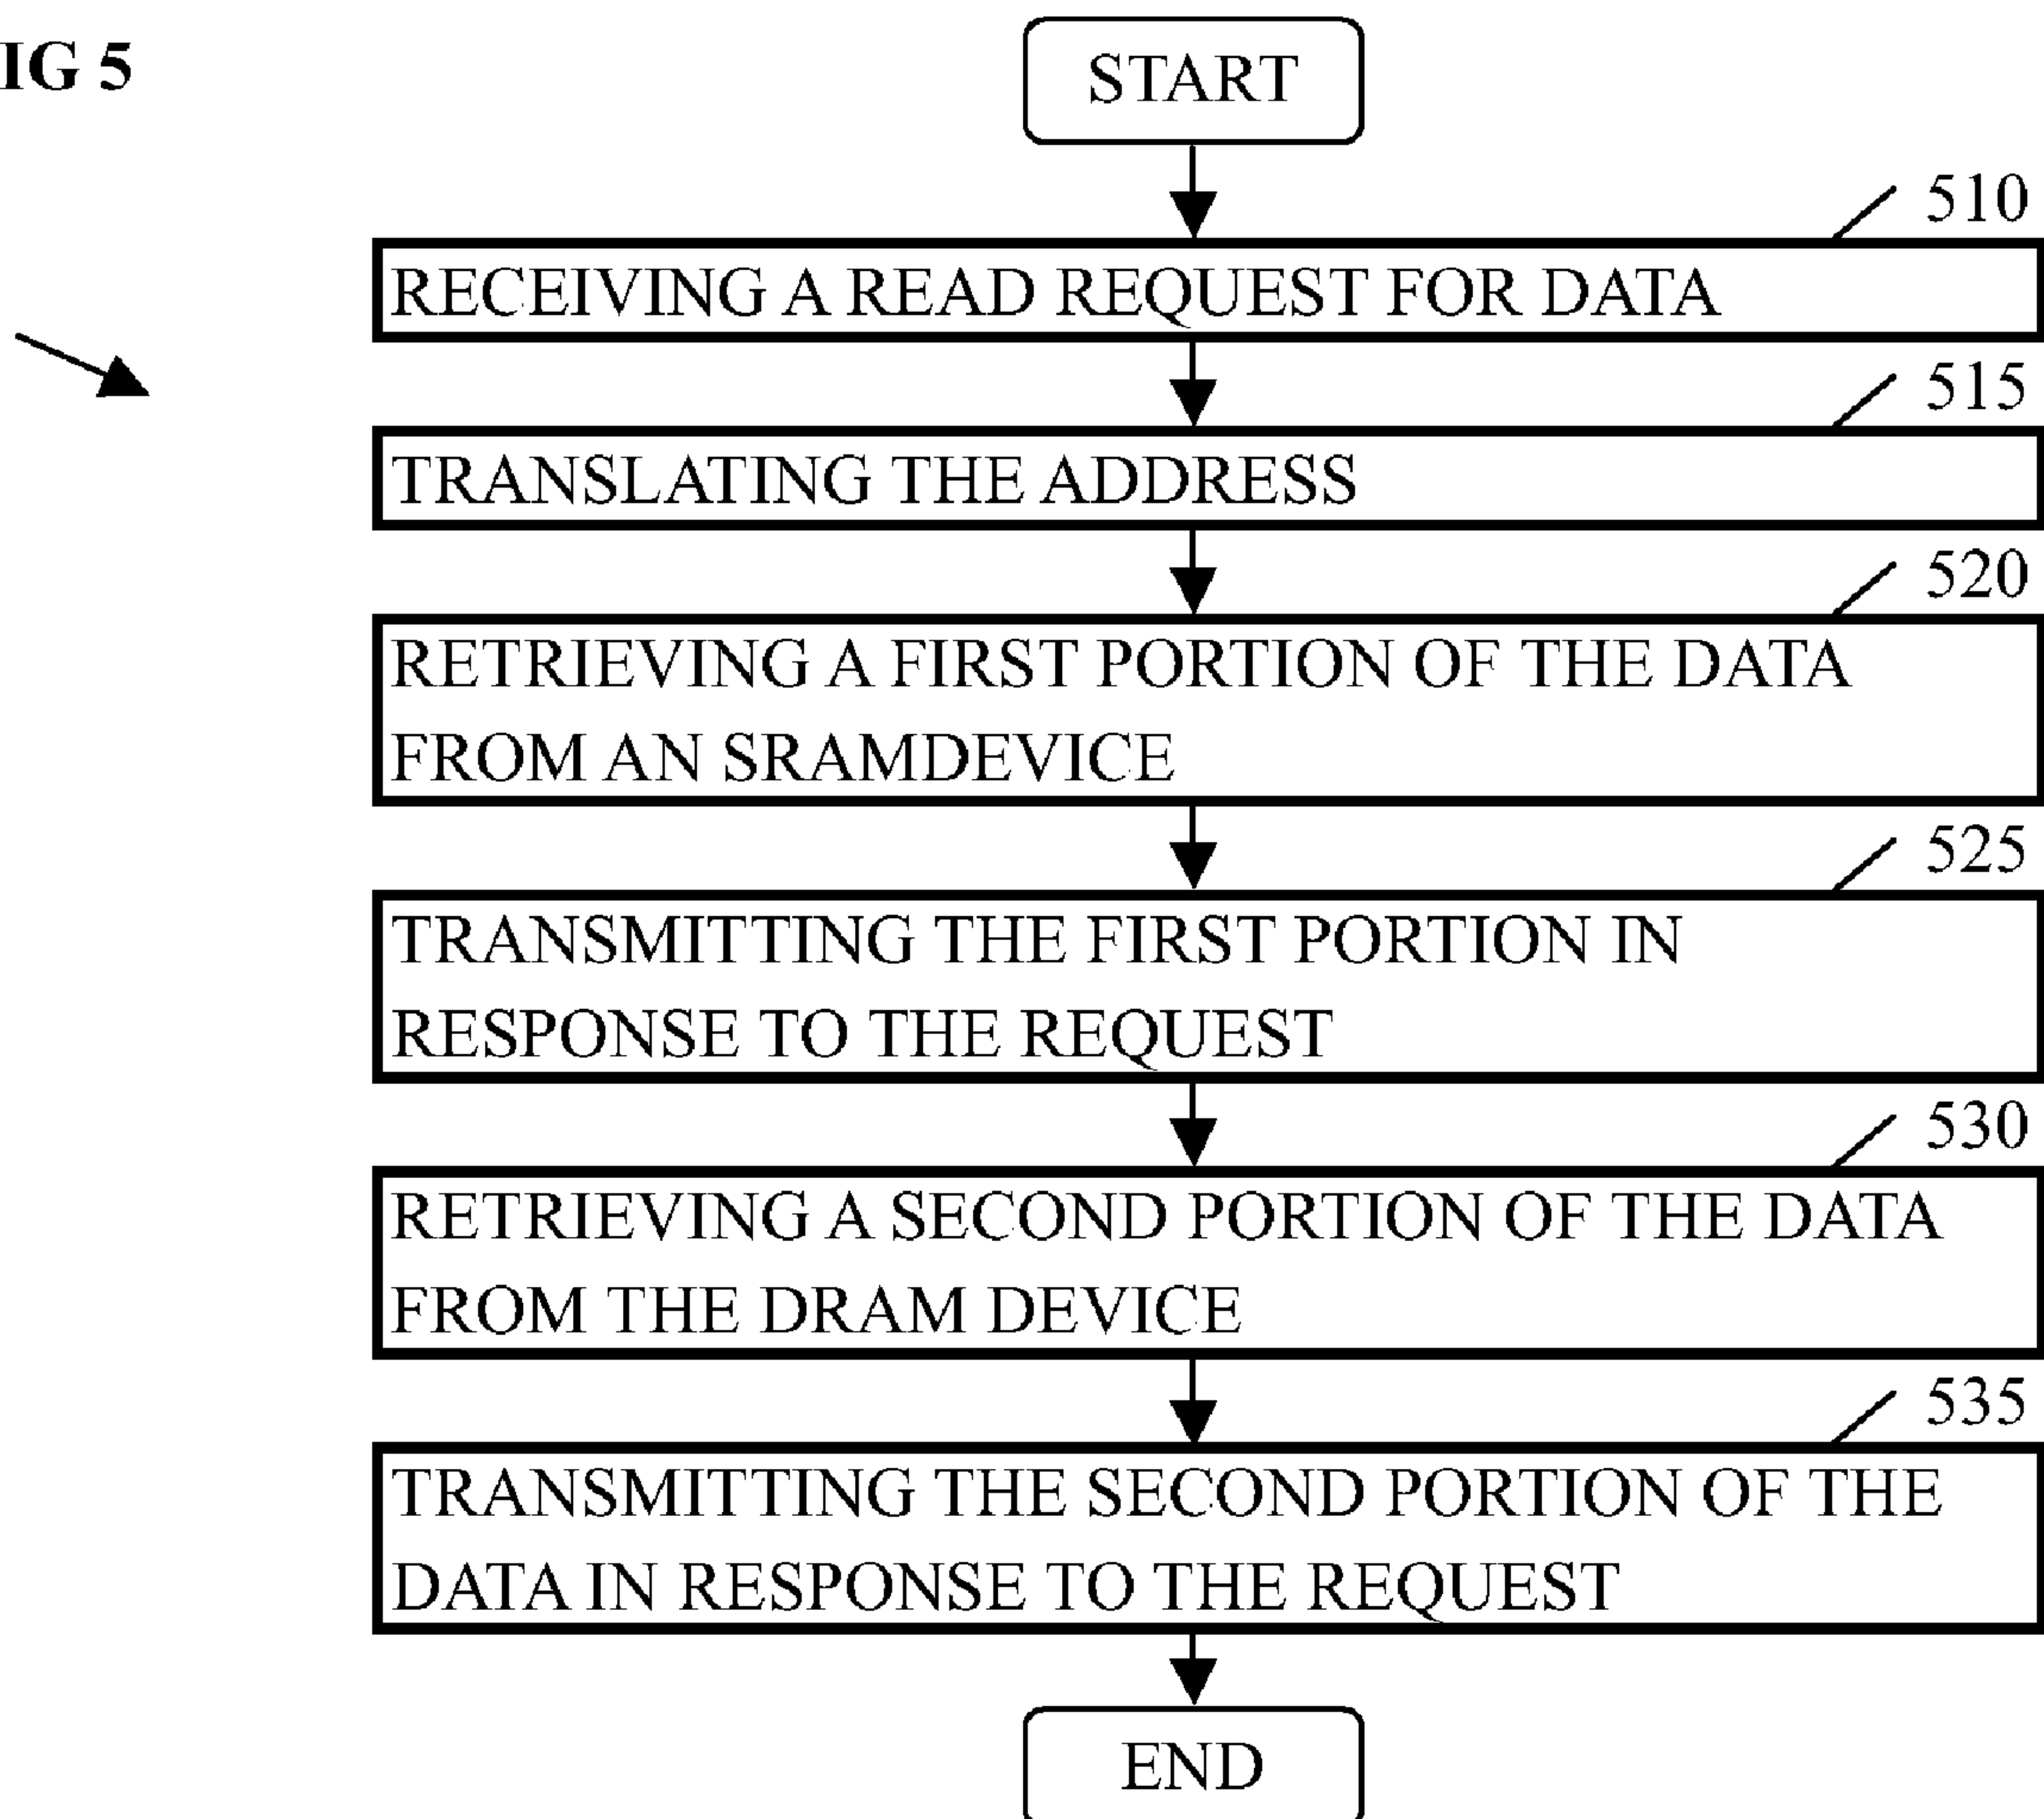 IG 5
START
510
RECEIVING A READ REQUEST FOR DATA
515
TRANSLATING THE ADDRESS
520
RETRIEVING A FIRST PORTION OF THE DATA
FROM AN SRAMDEVICE
525
TRANSMITTING THE FIRST PORTION IN
RESPONSE TO THE REQUEST
530
RETRIEVING A SECOND PORTION OF THE DATA
FROM THE DRAM DEVICE
535
TRANSMITTING THE SECOND PORTION OF THE
DATA IN RESPONSE TO THE REQUEST
END